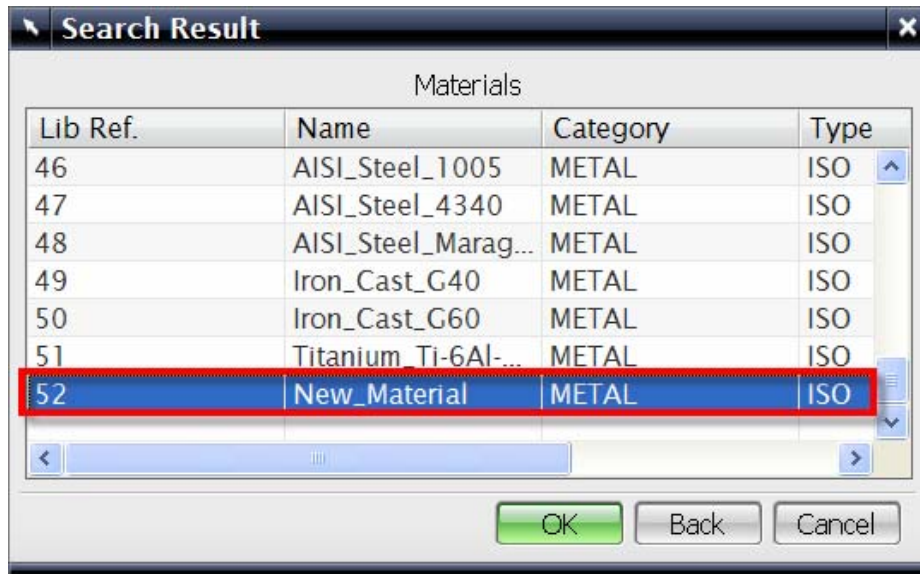 Search Result
Materials
Lib Ref. Name Category Type
46 AISI_Steel_1005 METAL ISO
47 AISI_Steel_4340 METAL ISO
48 AISI_Steel_Marag... METAL ISO
49 Iron_Cast_G40 METAL ISO
50 Iron_Cast_G60 METAL ISO
51 Titanium_Ti-6Al-... METAL ISO
52 New_Material METAL ISO
OK Back Cancel